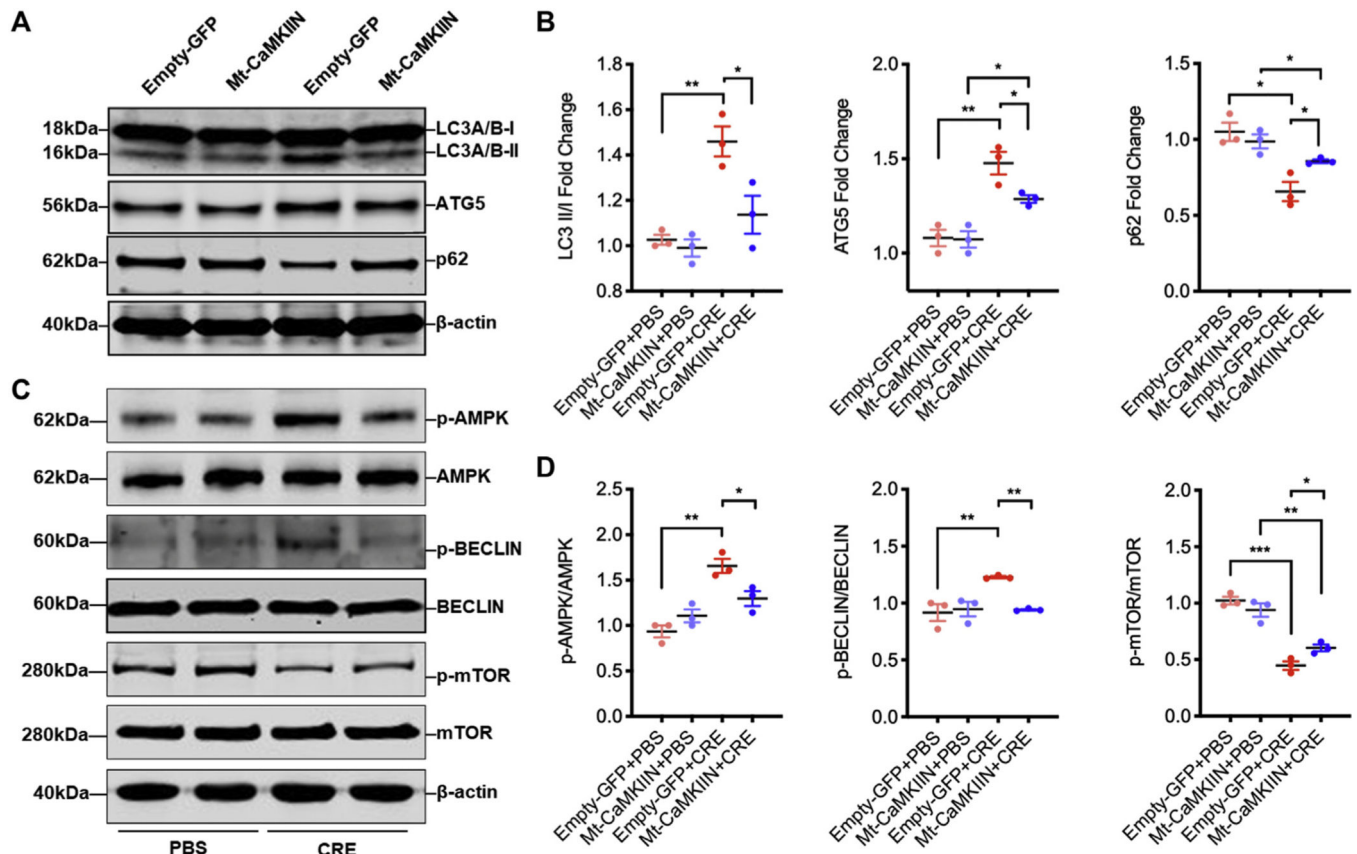 A
Empty-GFP
Mt-CaMKIIN
Empty-GFP
Mt-CaMKIIN
18kDa
LC3A/B-I
16kDa
LC3A/B-II
56kDa
ATG5
62kDa
p62
40kDa
β-actin
B
LC3 II/I Fold Change
1.8
1.6
1.4
1.2
1.0
0.8
**
*
Empty-GFP+PBS
Mt-CaMKIIN+PBS
Empty-GFP+CRE
Mt-CaMKIIN+CRE
ATG5 Fold Change
2.0
1.5
1.0
*
**
*
Empty-GFP+PBS
Mt-CaMKIIN+PBS
Empty-GFP+CRE
Mt-CaMKIIN+CRE
p62 Fold Change
1.5
1.0
0.5
0.0
*
*
*
Empty-GFP+PBS
Mt-CaMKIIN+PBS
Empty-GFP+CRE
Mt-CaMKIIN+CRE
C
62kDa
p-AMPK
62kDa
AMPK
60kDa
p-BECLIN
60kDa
BECLIN
280kDa
p-mTOR
280kDa
mTOR
40kDa
β-actin
PBS
CRE
D
p-AMPK/AMPK
2.5
2.0
1.5
1.0
0.5
0.0
**
*
Empty-GFP+PBS
Mt-CaMKIIN+PBS
Empty-GFP+CRE
Mt-CaMKIIN+CRE
p-BECLIN/BECLIN
2.0
1.5
1.0
0.5
0.0
**
**
Empty-GFP+PBS
Mt-CaMKIIN+PBS
Empty-GFP+CRE
Mt-CaMKIIN+CRE
p-mTOR/mTOR
2.0
1.5
1.0
0.5
0.0
*
**
***
Empty-GFP+PBS
Mt-CaMKIIN+PBS
Empty-GFP+CRE
Mt-CaMKIIN+CRE